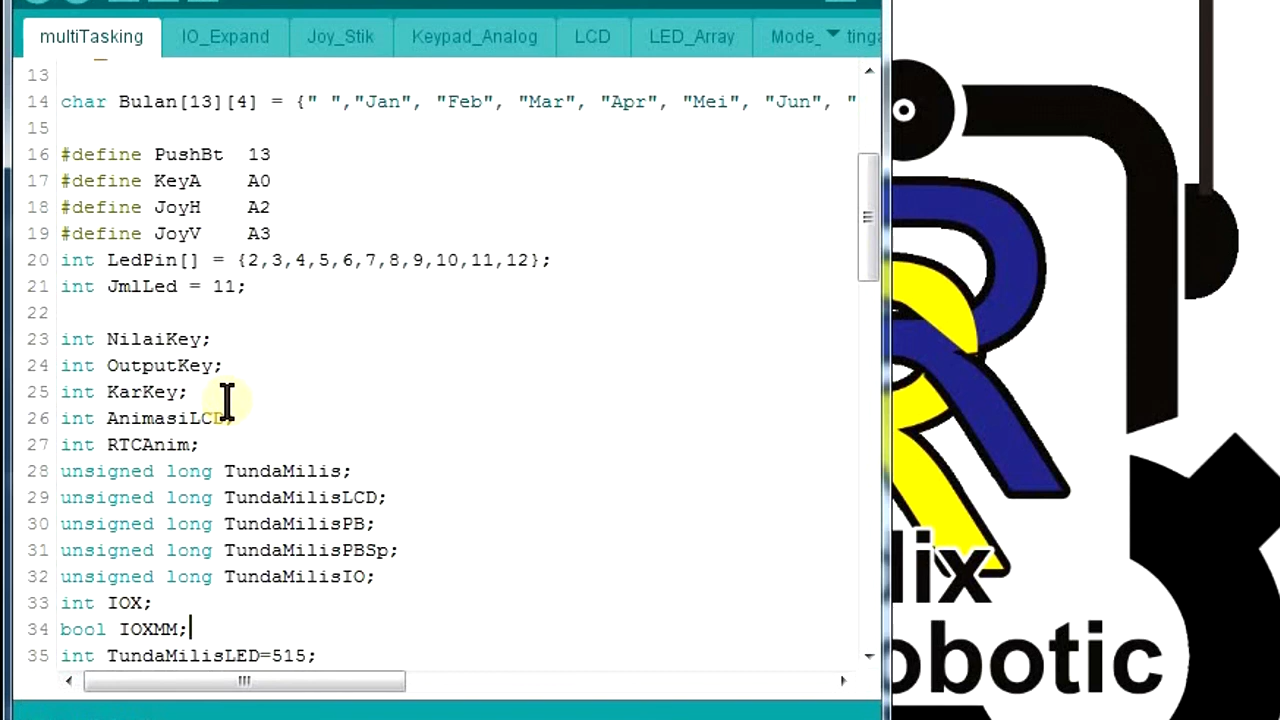 multiTasking IO_Expand Joy_Stik Keypad_Analog LCD LED_Array Mode_ tinga
13
14 char Bulan[13][4] = {" ","Jan", "Feb", "Mar", "Apr", "Mei", "Jun", "
15
16 #define PushBt 13
17 #define KeyA A0
18 #define JoyH A2
19 #define JoyV A3
20 int LedPin[] = {2,3,4,5,6,7,8,9,10,11,12};
21 int JmlLed = 11;
22
23 int NilaiKey;
24 int OutputKey;
25 int KarKey;
26 int AnimasiLCD;
27 int RTCAnim;
28 unsigned long TundaMilis;
29 unsigned long TundaMilisLCD;
30 unsigned long TundaMilisPB;
31 unsigned long TundaMilisPBSp;
32 unsigned long TundaMilisIO;
33 int IOX;
34 bool IOXMM;
35 int TundaMilisLED=515;
lix
obotic